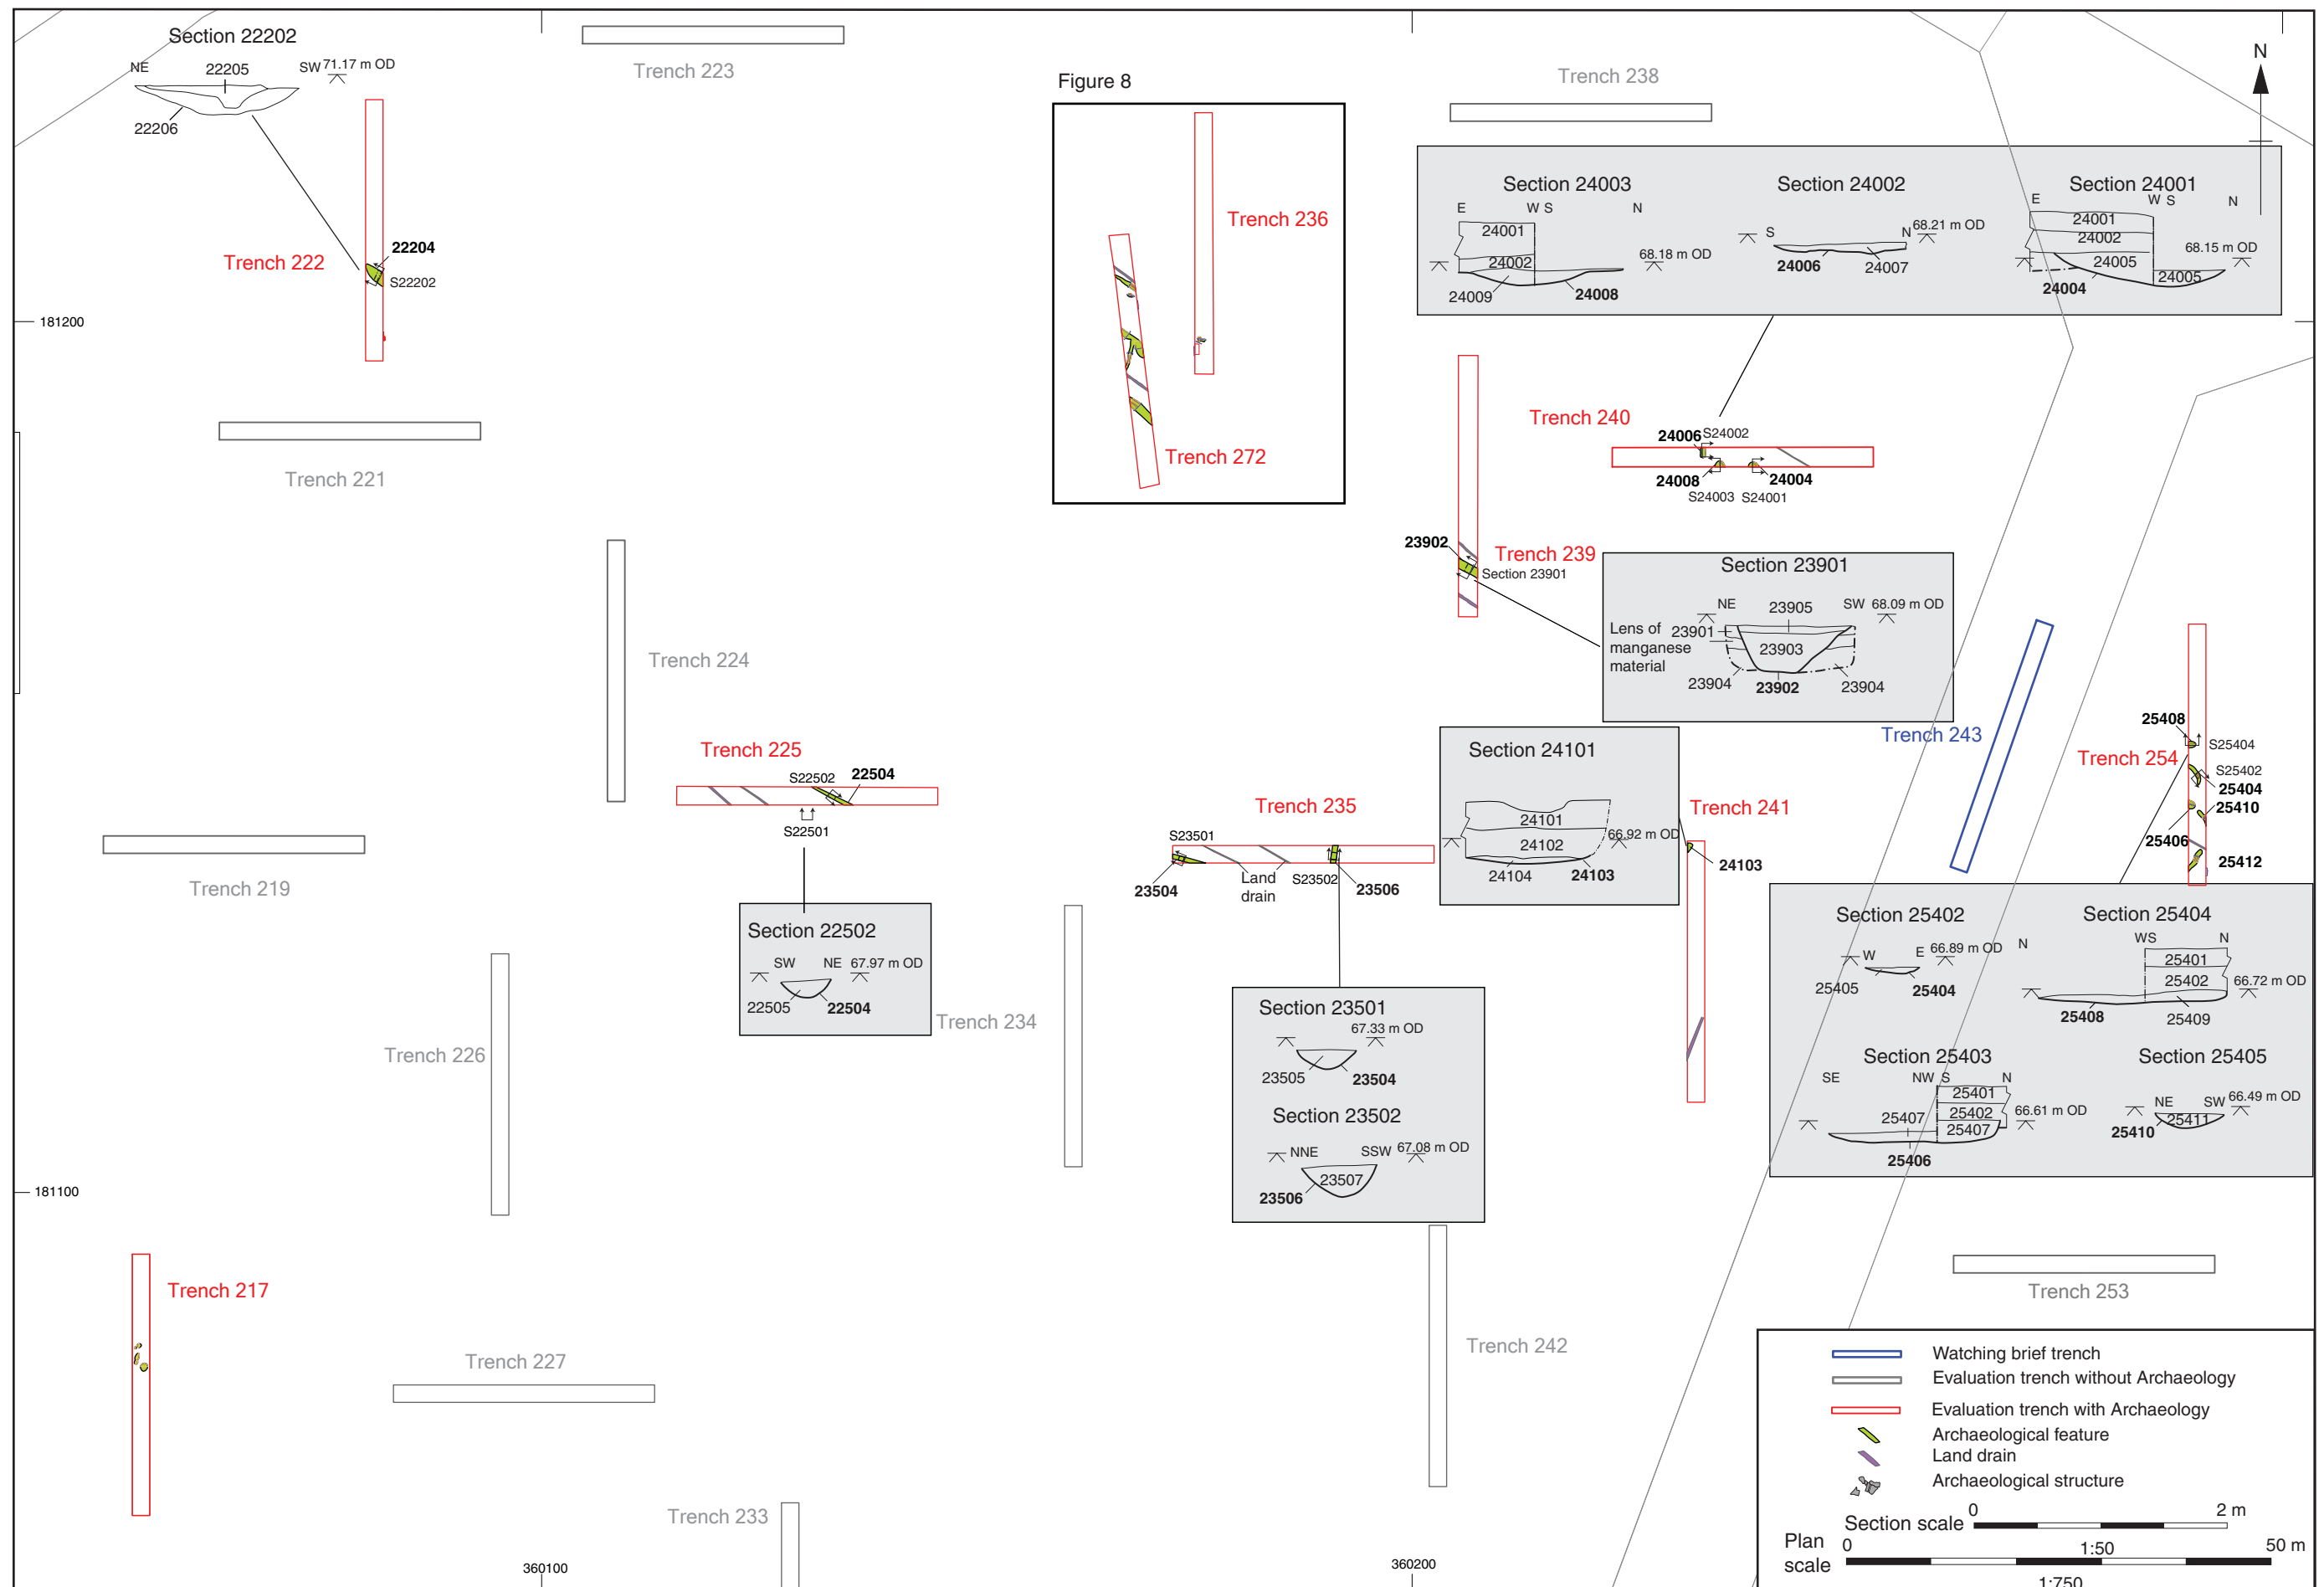 Section 22202
NE
22205
SW
71.17 m OD
22206
Trench 223
Trench 222
22204
S22202
181200
Trench 221
Figure 8
Trench 236
Trench 272
Trench 238
N
Section 24003
E
W S
N
24001
24002
68.18 m OD
24009
24008
Section 24002
S
N
68.21 m OD
24006
24007
Section 24001
E
W S
N
24001
24002
24005
68.15 m OD
24005
24004
Trench 240
24006
S24002
24008
24004
S24003
S24001
23902
Trench 239
Section 23901
Section 23901
NE
23905
SW
68.09 m OD
Lens of
manganese
material
23901
23903
23904
23902
23904
Trench 224
Trench 225
S22502
22504
S22501
Trench 219
Section 22502
SW
NE
67.97 m OD
22505
22504
Trench 235
S23501
23504
Land
drain
S23502
23506
Section 24101
24101
24102
66.92 m OD
24104
24103
Trench 241
24103
Trench 243
25408
S25404
Trench 254
S25402
25404
25410
25406
25412
Trench 234
Trench 226
Section 23501
67.33 m OD
23505
23504
Section 23502
NNE
SSW
67.08 m OD
23507
23506
Section 25402
W
E
66.89 m OD
25405
25404
Section 25404
N
WS
N
25401
25402
66.72 m OD
25408
25409
Section 25403
SE
NW
S
N
25401
25407
25402
66.61 m OD
25407
25406
Section 25405
NE
SW
66.49 m OD
25411
25410
181100
Trench 217
Trench 227
Trench 242
Trench 253
Trench 233
360100
360200
Watching brief trench
Evaluation trench without Archaeology
Evaluation trench with Archaeology
Archaeological feature
Land drain
Archaeological structure
Section scale
0
2 m
1:50
Plan
scale
0
50 m
1:750